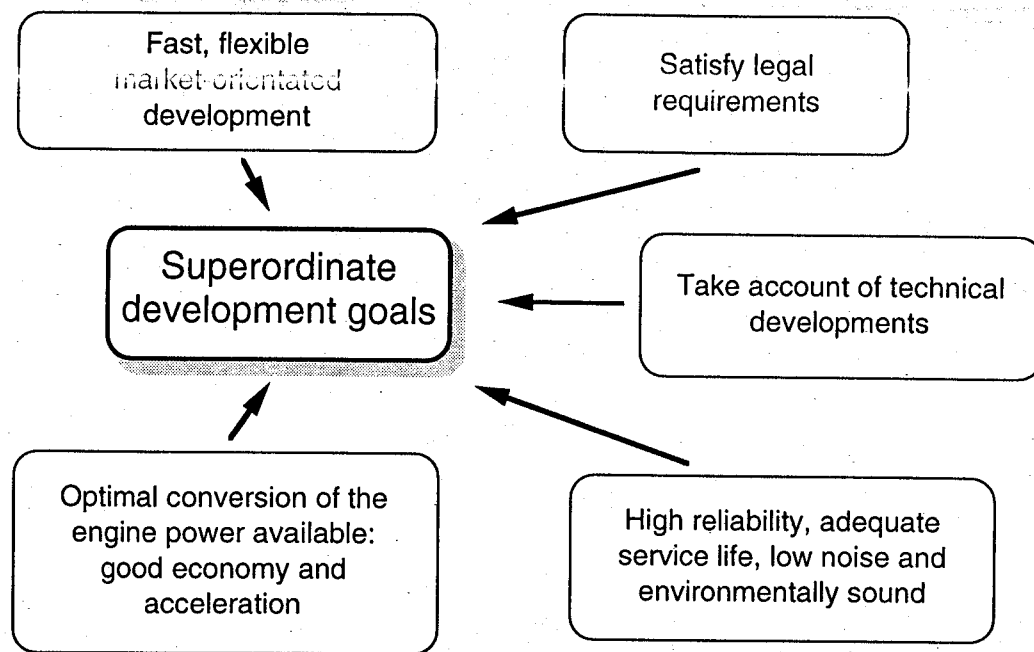 Fast, flexible
market-orientated
development
Satisfy legal
requirements
Superordinate
development goals
Take account of technical
developments
Optimal conversion of the
engine power available:
good economy and
acceleration
High reliability, adequate
service life, low noise and
environmentally sound